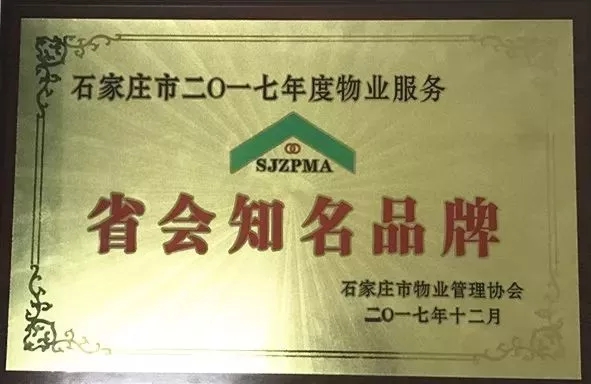 石家庄市二〇一七年度物业服务
SJZPMA
省会知名品牌
石家庄市物业管理协会
二〇一七年十二月